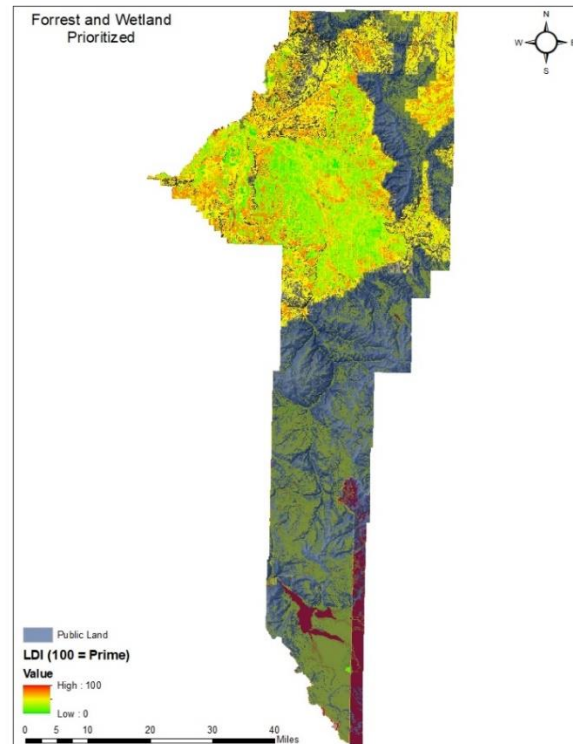 Forrest and Wetland
Prioritized
N
W
E
S
Public Land
LDI (100 = Prime)
Value
High : 100
Low : 0
0 5 10 20 30 40
Miles